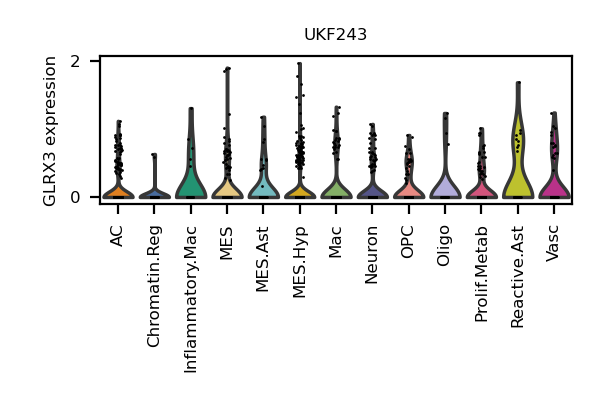 UKF243
GLRX3 expression
2
0
AC
Chromatin.Reg
Inflammatory.Mac
MES
MES.Ast
MES.Hyp
Mac
Neuron
OPC
Oligo
Prolif.Metab
Reactive.Ast
Vasc